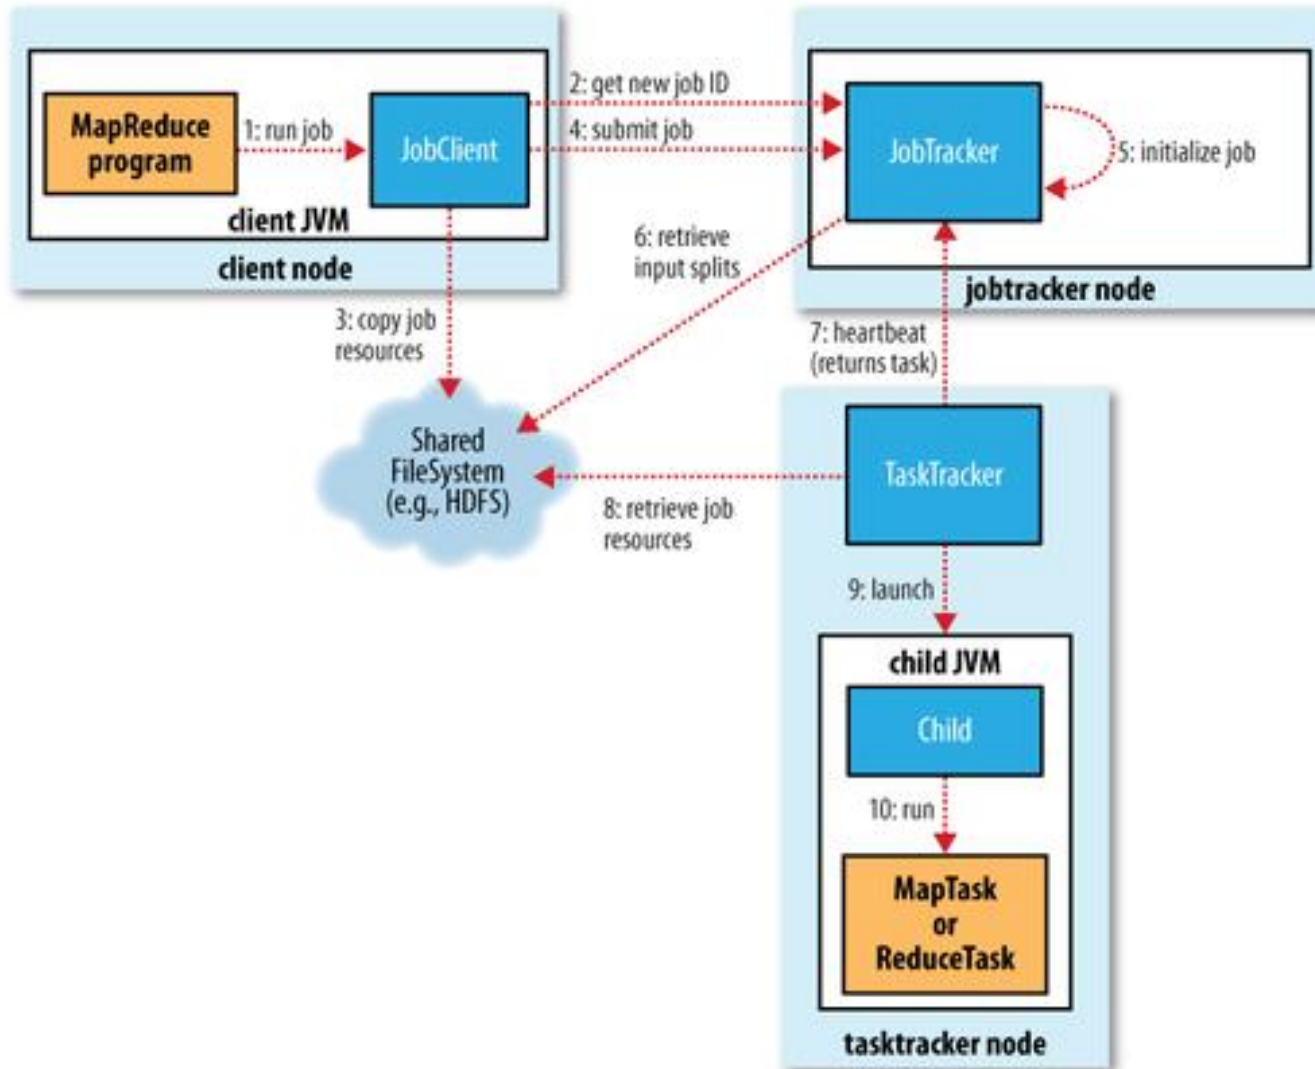 MapReduce
program
1: run job
JobClient
client JVM
client node
2: get new job ID
4: submit job
JobTracker
5: initialize job
jobtracker node
3: copy job
resources
6: retrieve
input splits
7: heartbeat
(returns task)
Shared
FileSystem
(e.g., HDFS)
8: retrieve job
resources
TaskTracker
9: launch
child JVM
Child
10: run
MapTask
or
ReduceTask
tasktracker node